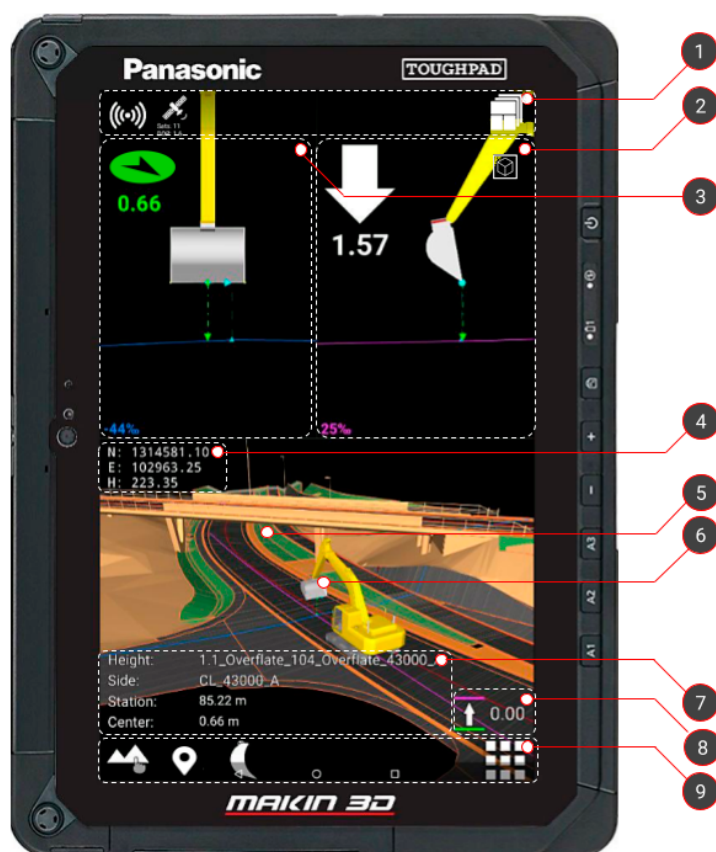 Panasonic
TOUGHPAD
1
2
Sats: 11
0.66
1.57
3
-44‰
25‰
N: 1314581.10
E: 102963.25
H: 223.35
4
5
6
A3
A2
A1
Height: 1.1_Overflate_104_Overflate_43000_
Side: CL_43000_A
Station: 85.22 m
Center: 0.66 m
0.00
7
8
9
MAKIN 3D